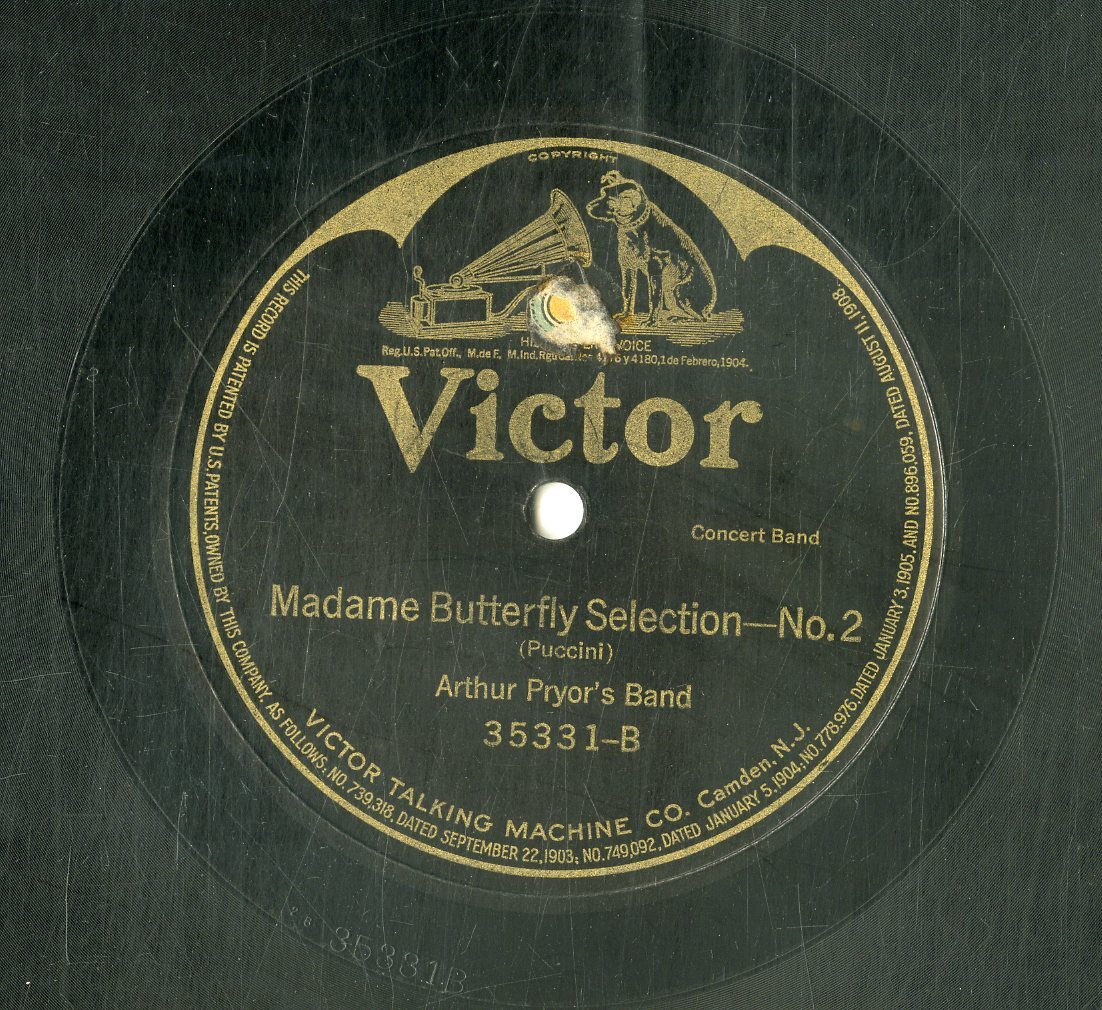 COPYRIGHT
HI VOICE
Reg.U.S.Pat.Off., M.de F. M.Ind.Rg y 4180,1 de Febrero,1904.
Victor
Concert Band
Madame Butterfly Selection—No.2
(Puccini)
Arthur Pryor's Band
35331-B
VICTOR TALKING MACHINE CO. Camden, N.J.
THIS RECORD IS PATENTED BY U.S.PATENTS,OWNED BY THIS COMPANY, AS FOLLOWS; NO.739,318, DATED SEPTEMBER 22,1903; NO.749,092, DATED JANUARY 5,1904; NO.778,976.DATED JANUARY 3,1905, AND NO.896,059, DATED AUGUST 11,1908.
35331B